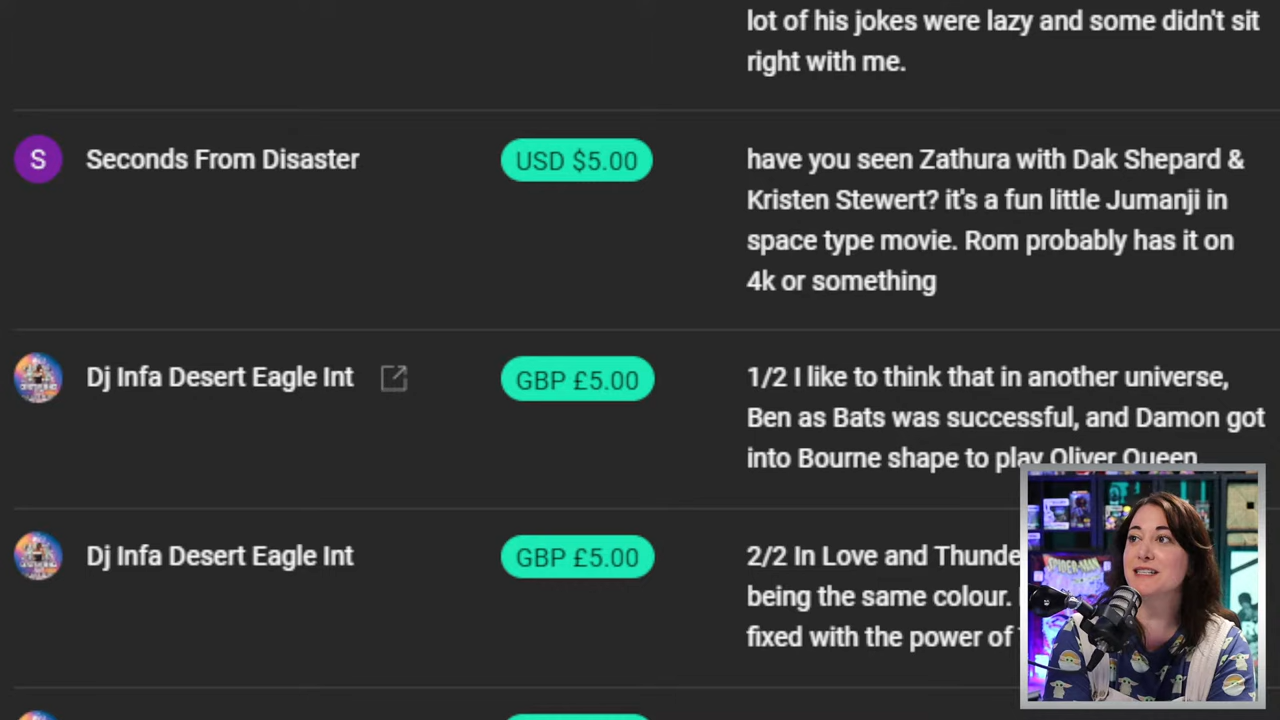 lot of his jokes were lazy and some didn't sit
right with me.
S
Seconds From Disaster
USD $5.00
have you seen Zathura with Dak Shepard &
Kristen Stewert? it's a fun little Jumanji in
space type movie. Rom probably has it on
4k or something
Dj Infa Desert Eagle Int
GBP £5.00
1/2 I like to think that in another universe,
Ben as Bats was successful, and Damon got
into Bourne shape to play Oliver Queen
Dj Infa Desert Eagle Int
GBP £5.00
2/2 In Love and Thunde
being the same colour.
fixed with the power of
SPIDER-MAN